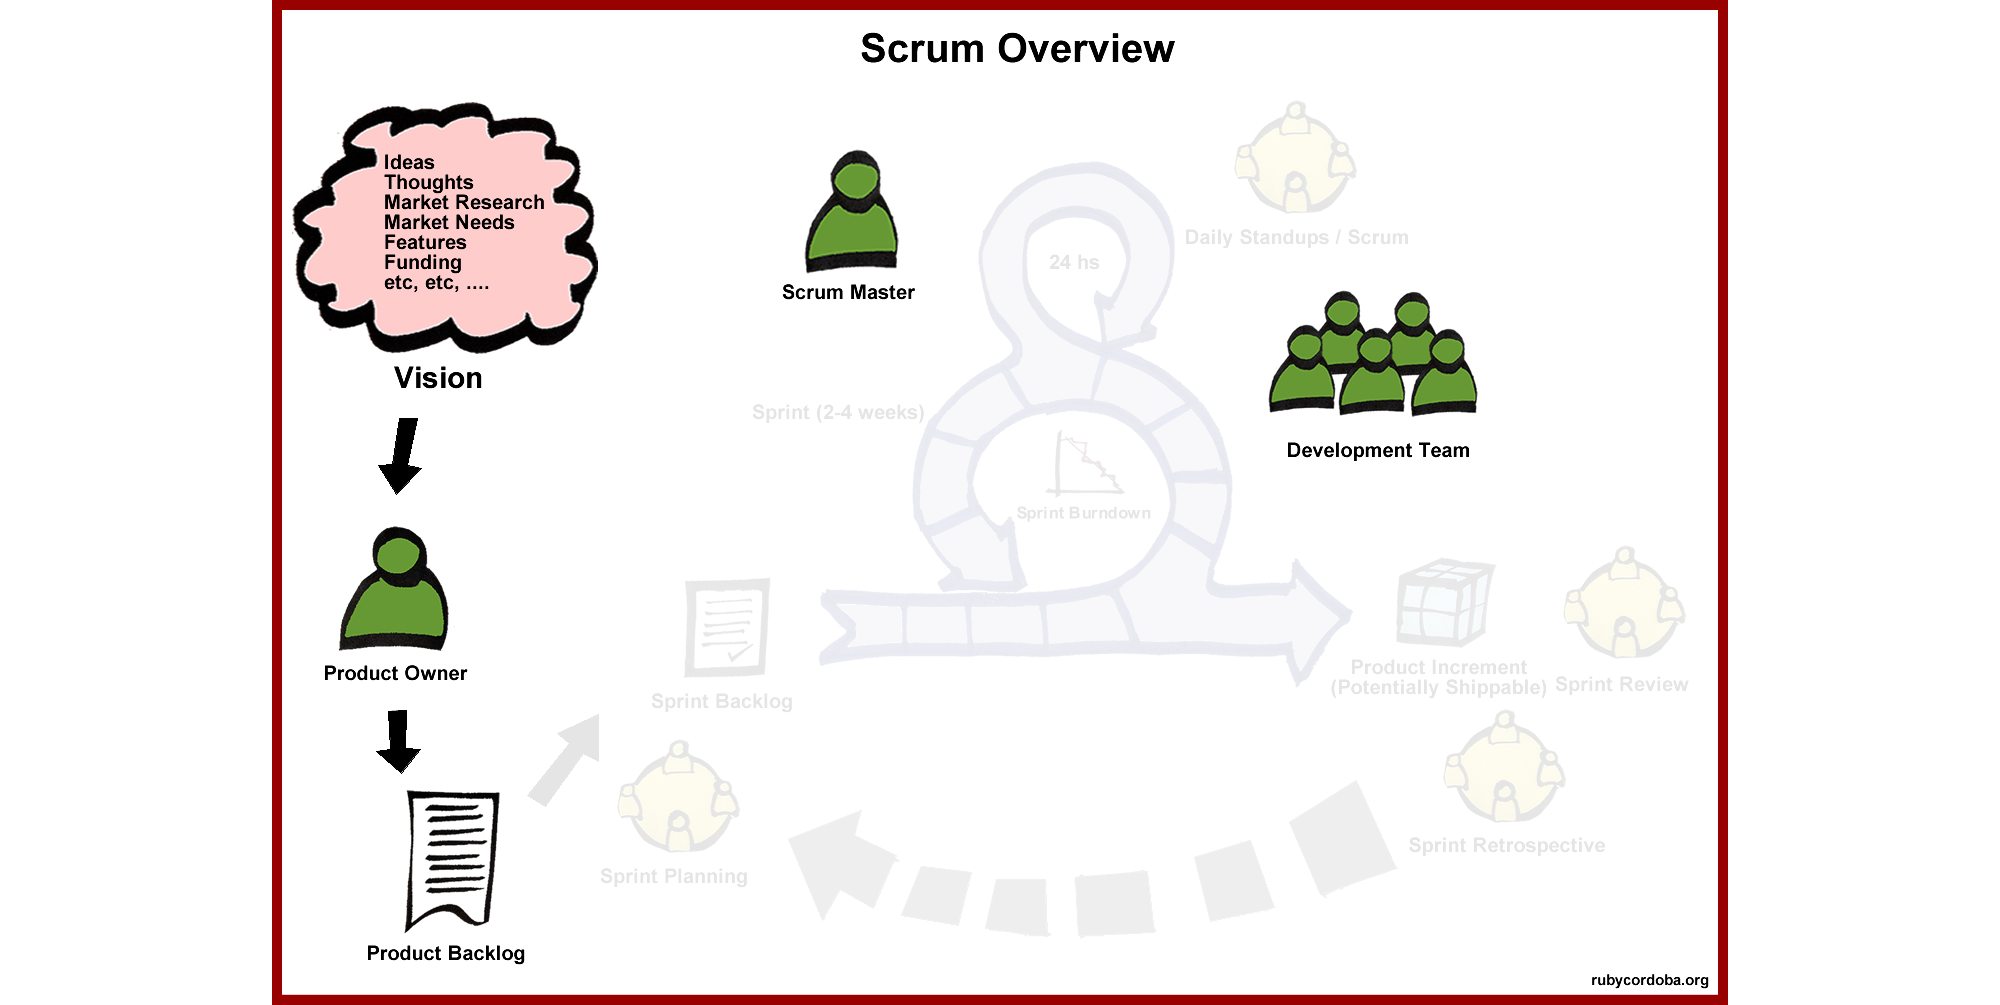 Scrum Overview
Ideas
Thoughts
Market Research
Market Needs
Features
Funding
etc, etc, ....
Vision
Product Owner
Product Backlog
Scrum Master
24 hs
Daily Standups / Scrum
Development Team
Sprint (2-4 weeks)
Sprint Burndown
Sprint Backlog
Sprint Planning
Product Increment
(Potentially Shippable)
Sprint Review
Sprint Retrospective
rubycordoba.org